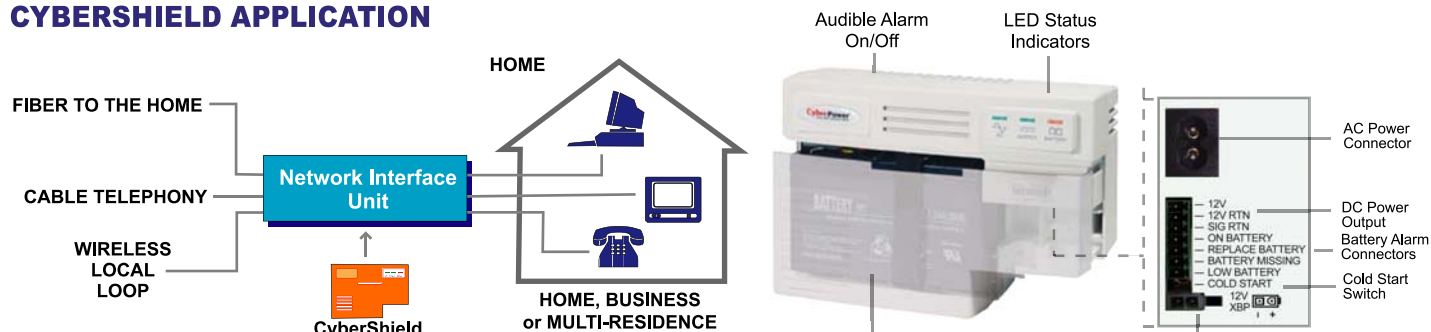 CYBERSHIELD APPLICATION
FIBER TO THE HOME
CABLE TELEPHONY
WIRELESS
LOCAL
LOOP
Network Interface
Unit
CyberShield
HOME
HOME, BUSINESS
or MULTI-RESIDENCE
Audible Alarm
On/Off
LED Status
Indicators
CyberPower
BATTERY
BATTERY
AC Power
Connector
12V
12V RTN
SIG RTN
ON BATTERY
REPLACE BATTERY
BATTERY MISSING
LOW BATTERY
COLD START
12V
XBP
- +
DC Power
Output
Battery Alarm
Connectors
Cold Start
Switch